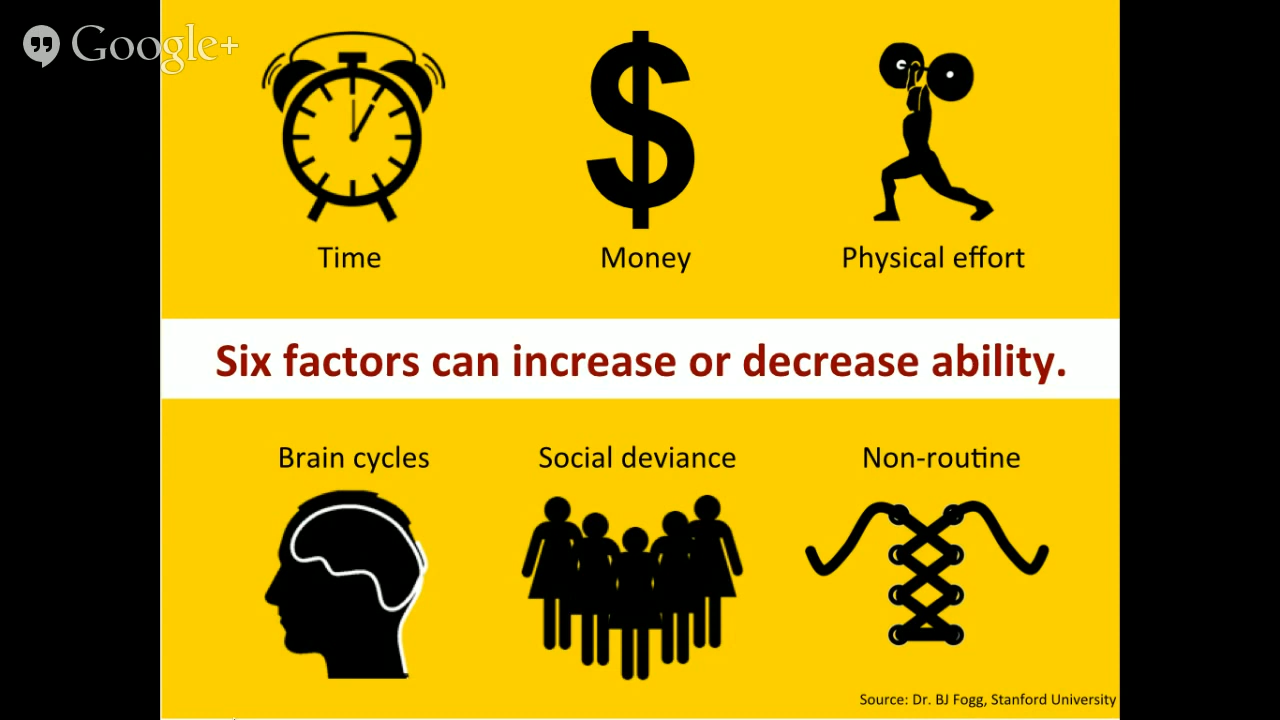 Google+
Time
Money
Physical effort
Six factors can increase or decrease ability.
Brain cycles
Social deviance
Non-routine
Source: Dr. BJ Fogg, Stanford University